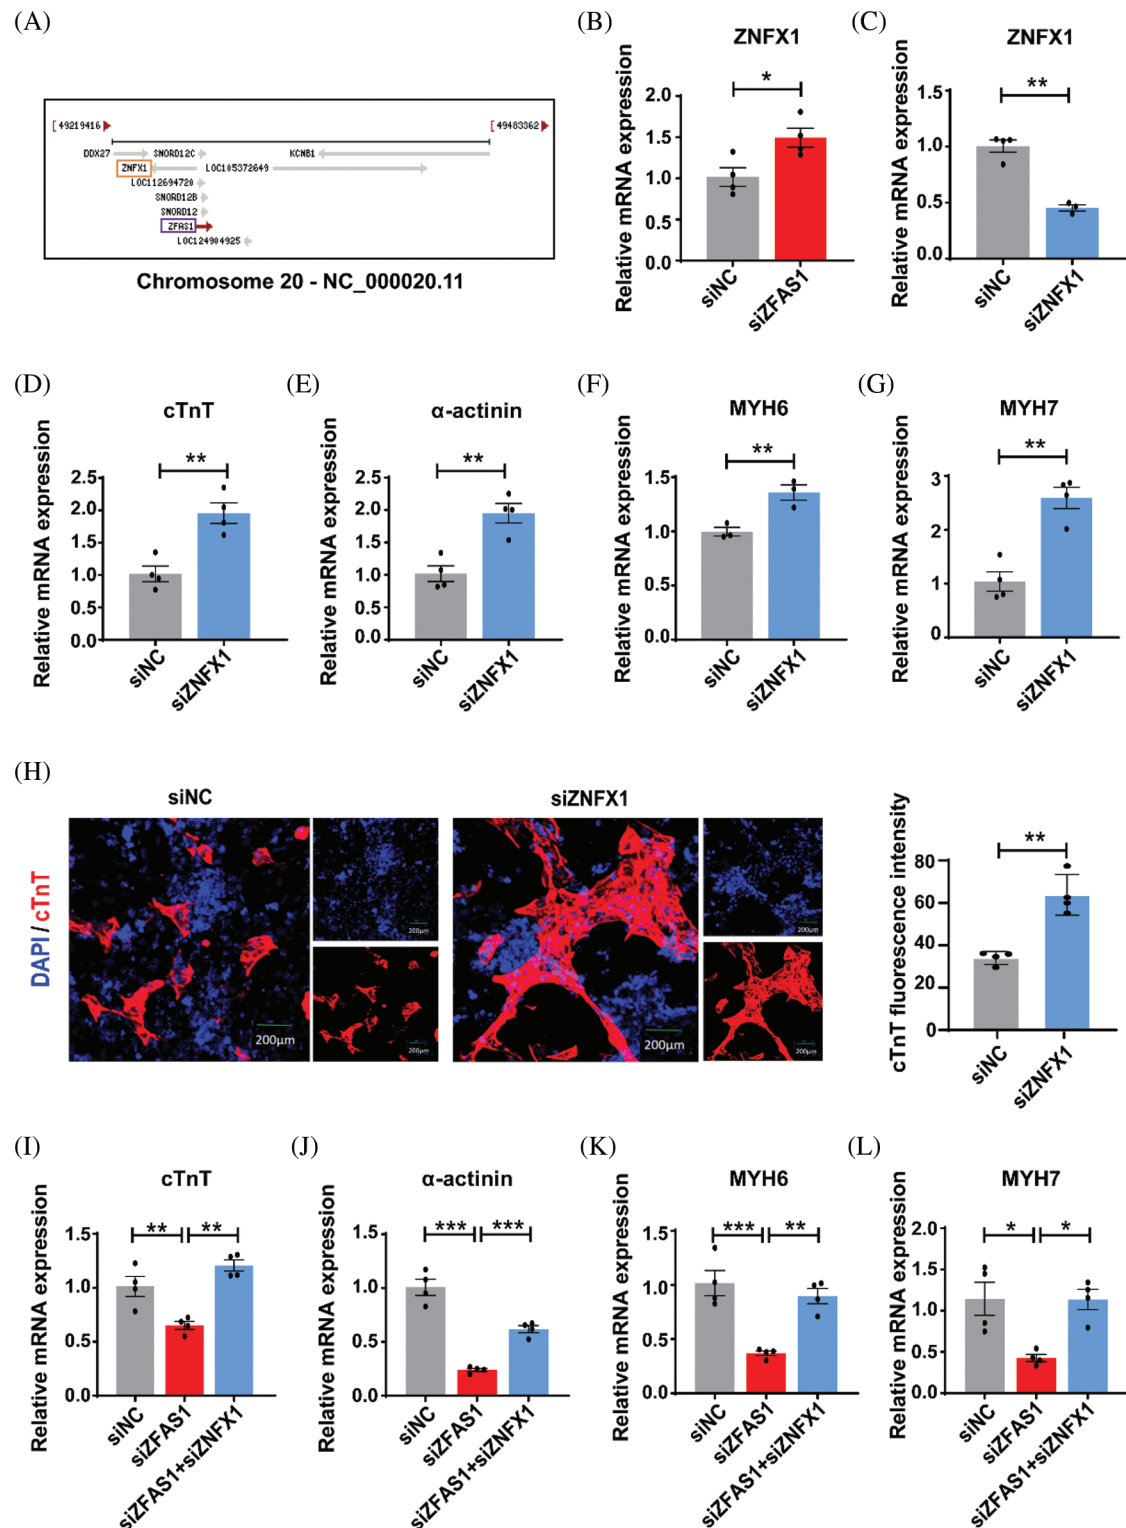 (A)
49219416
49483362
DDX27
SNORD12C
KCNB1
ZNFX1
LOC105372649
LOC112694720
SNORD12B
SNORD12
ZFAS1
LOC124904925
Chromosome 20 - NC_000020.11
(B)
ZNFX1
*
Relative mRNA expression
2.0
1.5
1.0
0.5
0.0
siNC
siZFAS1
(C)
ZNFX1
**
Relative mRNA expression
1.5
1.0
0.5
0.0
siNC
siZNFX1
(D)
cTnT
**
Relative mRNA expression
2.5
2.0
1.5
1.0
0.5
0.0
siNC
siZNFX1
(E)
α-actinin
**
Relative mRNA expression
2.5
2.0
1.5
1.0
0.5
0.0
siNC
siZNFX1
(F)
MYH6
**
Relative mRNA expression
1.5
1.0
0.5
0.0
siNC
siZNFX1
(G)
MYH7
**
Relative mRNA expression
3
2
1
0
siNC
siZNFX1
(H)
siNC
siZNFX1
DAPI / cTnT
200μm
200μm
200μm
200μm
200μm
200μm
**
cTnT fluorescence intensity
80
60
40
20
0
siNC
siZNFX1
(I)
cTnT
** **
Relative mRNA expression
1.5
1.0
0.5
0.0
siNC
siZFAS1
siZFAS1+siZNFX1
(J)
α-actinin
*** ***
Relative mRNA expression
1.5
1.0
0.5
0.0
siNC
siZFAS1
siZFAS1+siZNFX1
(K)
MYH6
*** **
Relative mRNA expression
1.5
1.0
0.5
0.0
siNC
siZFAS1
siZFAS1+siZNFX1
(L)
MYH7
* *
Relative mRNA expression
2.0
1.5
1.0
0.5
0.0
siNC
siZFAS1
siZFAS1+siZNFX1